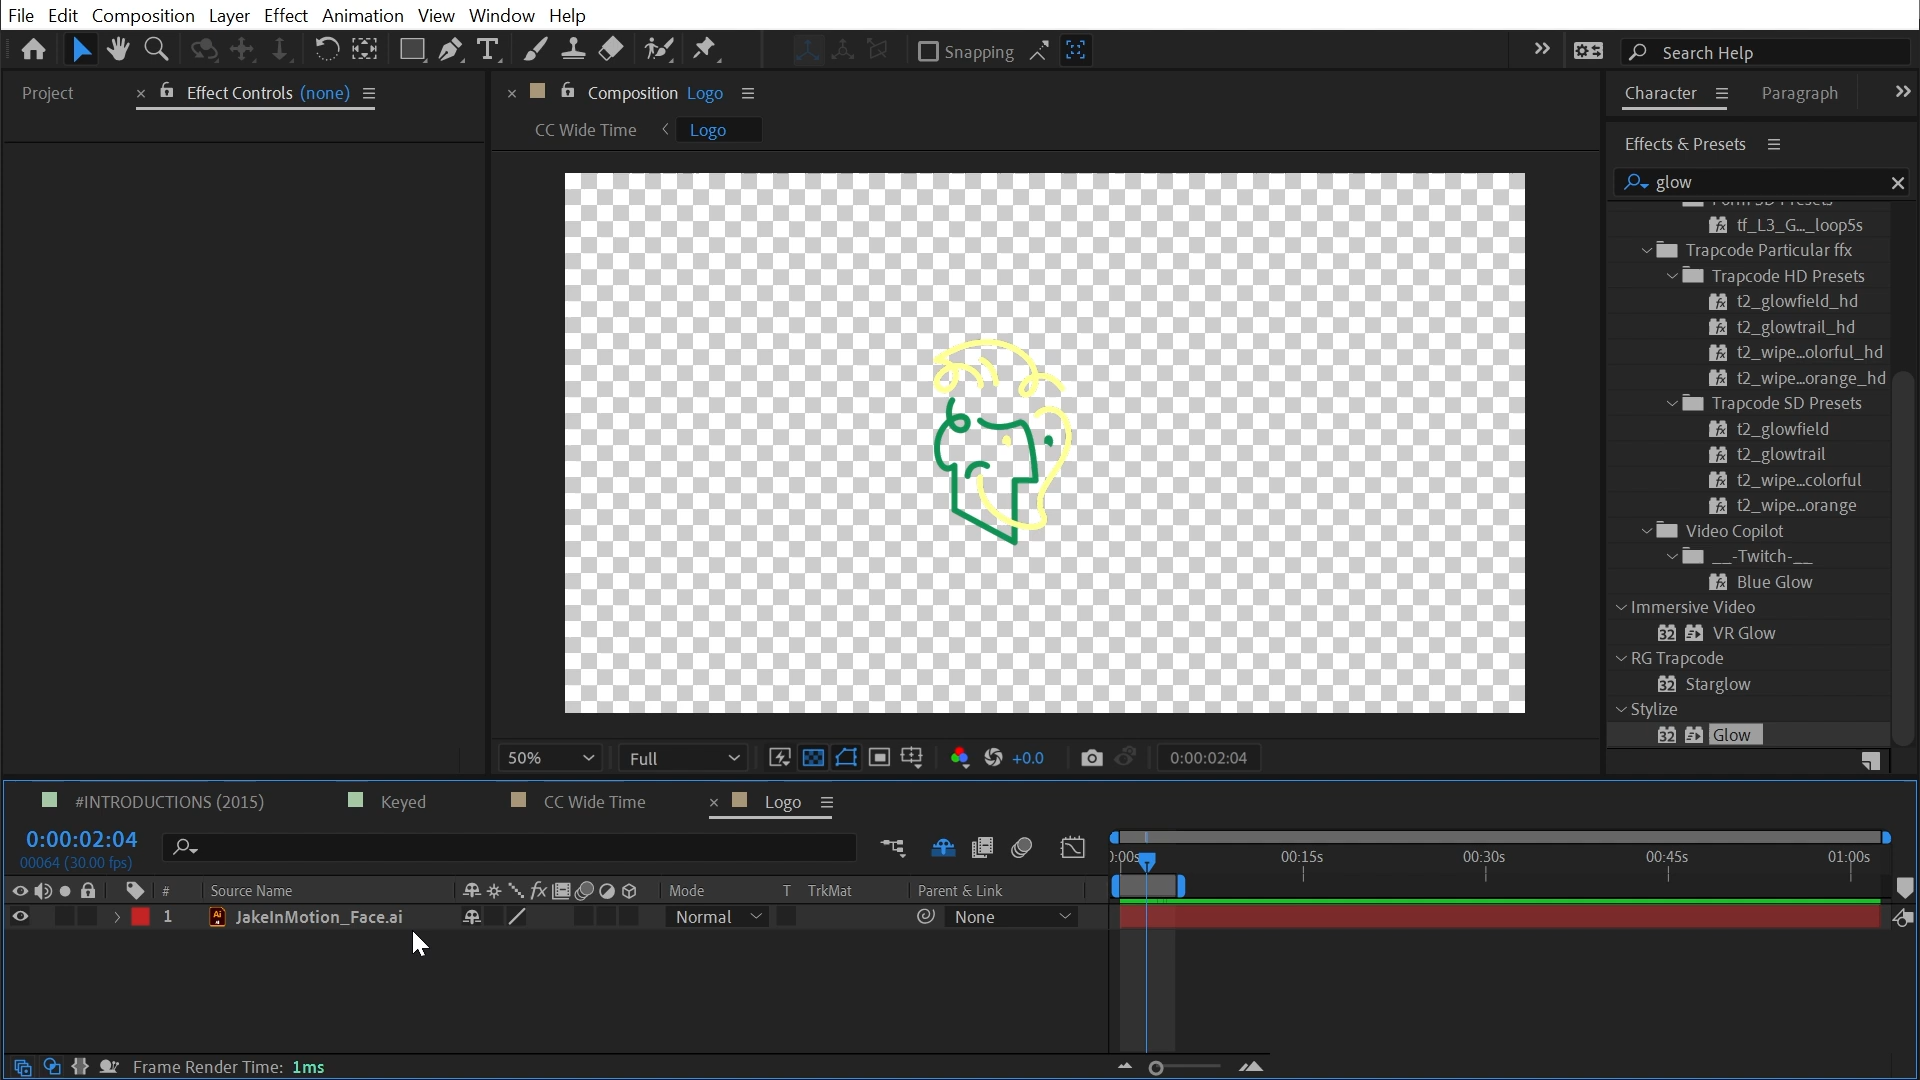 File Edit Composition Layer Effect Animation View Window Help
Snapping
Search Help
Project
Effect Controls (none)
Composition Logo
Character
Paragraph
CC Wide Time
Logo
Effects & Presets
glow
tf_L3_G..._loop5s
Trapcode Particular ffx
Trapcode HD Presets
t2_glowfield_hd
t2_glowtrail_hd
t2_wipe...olorful_hd
t2_wipe...orange_hd
Trapcode SD Presets
t2_glowfield
t2_glowtrail
t2_wipe...colorful
t2_wipe...orange
Video Copilot
__-Twitch-__
Blue Glow
Immersive Video
32 VR Glow
RG Trapcode
32 Starglow
Stylize
32 Glow
50%
Full
+0.0
0:00:02:04
#INTRODUCTIONS (2015)
Keyed
CC Wide Time
Logo
0:00:02:04
00064 (30.00 fps)
00:15s
00:30s
00:45s
01:00s
# Source Name
Mode
T TrkMat
Parent & Link
1
Ai
JakeInMotion_Face.ai
Normal
None
Frame Render Time: 1ms